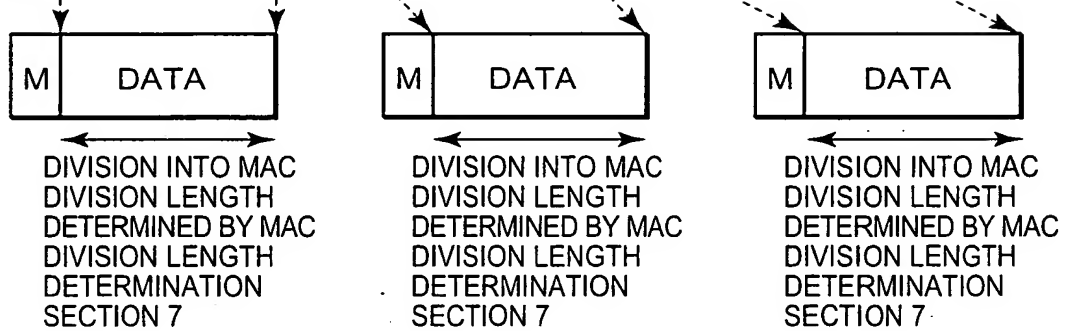 M DATA
DIVISION INTO MAC
DIVISION LENGTH
DETERMINED BY MAC
DIVISION LENGTH
DETERMINATION
SECTION 7
M DATA
DIVISION INTO MAC
DIVISION LENGTH
DETERMINED BY MAC
DIVISION LENGTH
DETERMINATION
SECTION 7
M DATA
DIVISION INTO MAC
DIVISION LENGTH
DETERMINED BY MAC
DIVISION LENGTH
DETERMINATION
SECTION 7